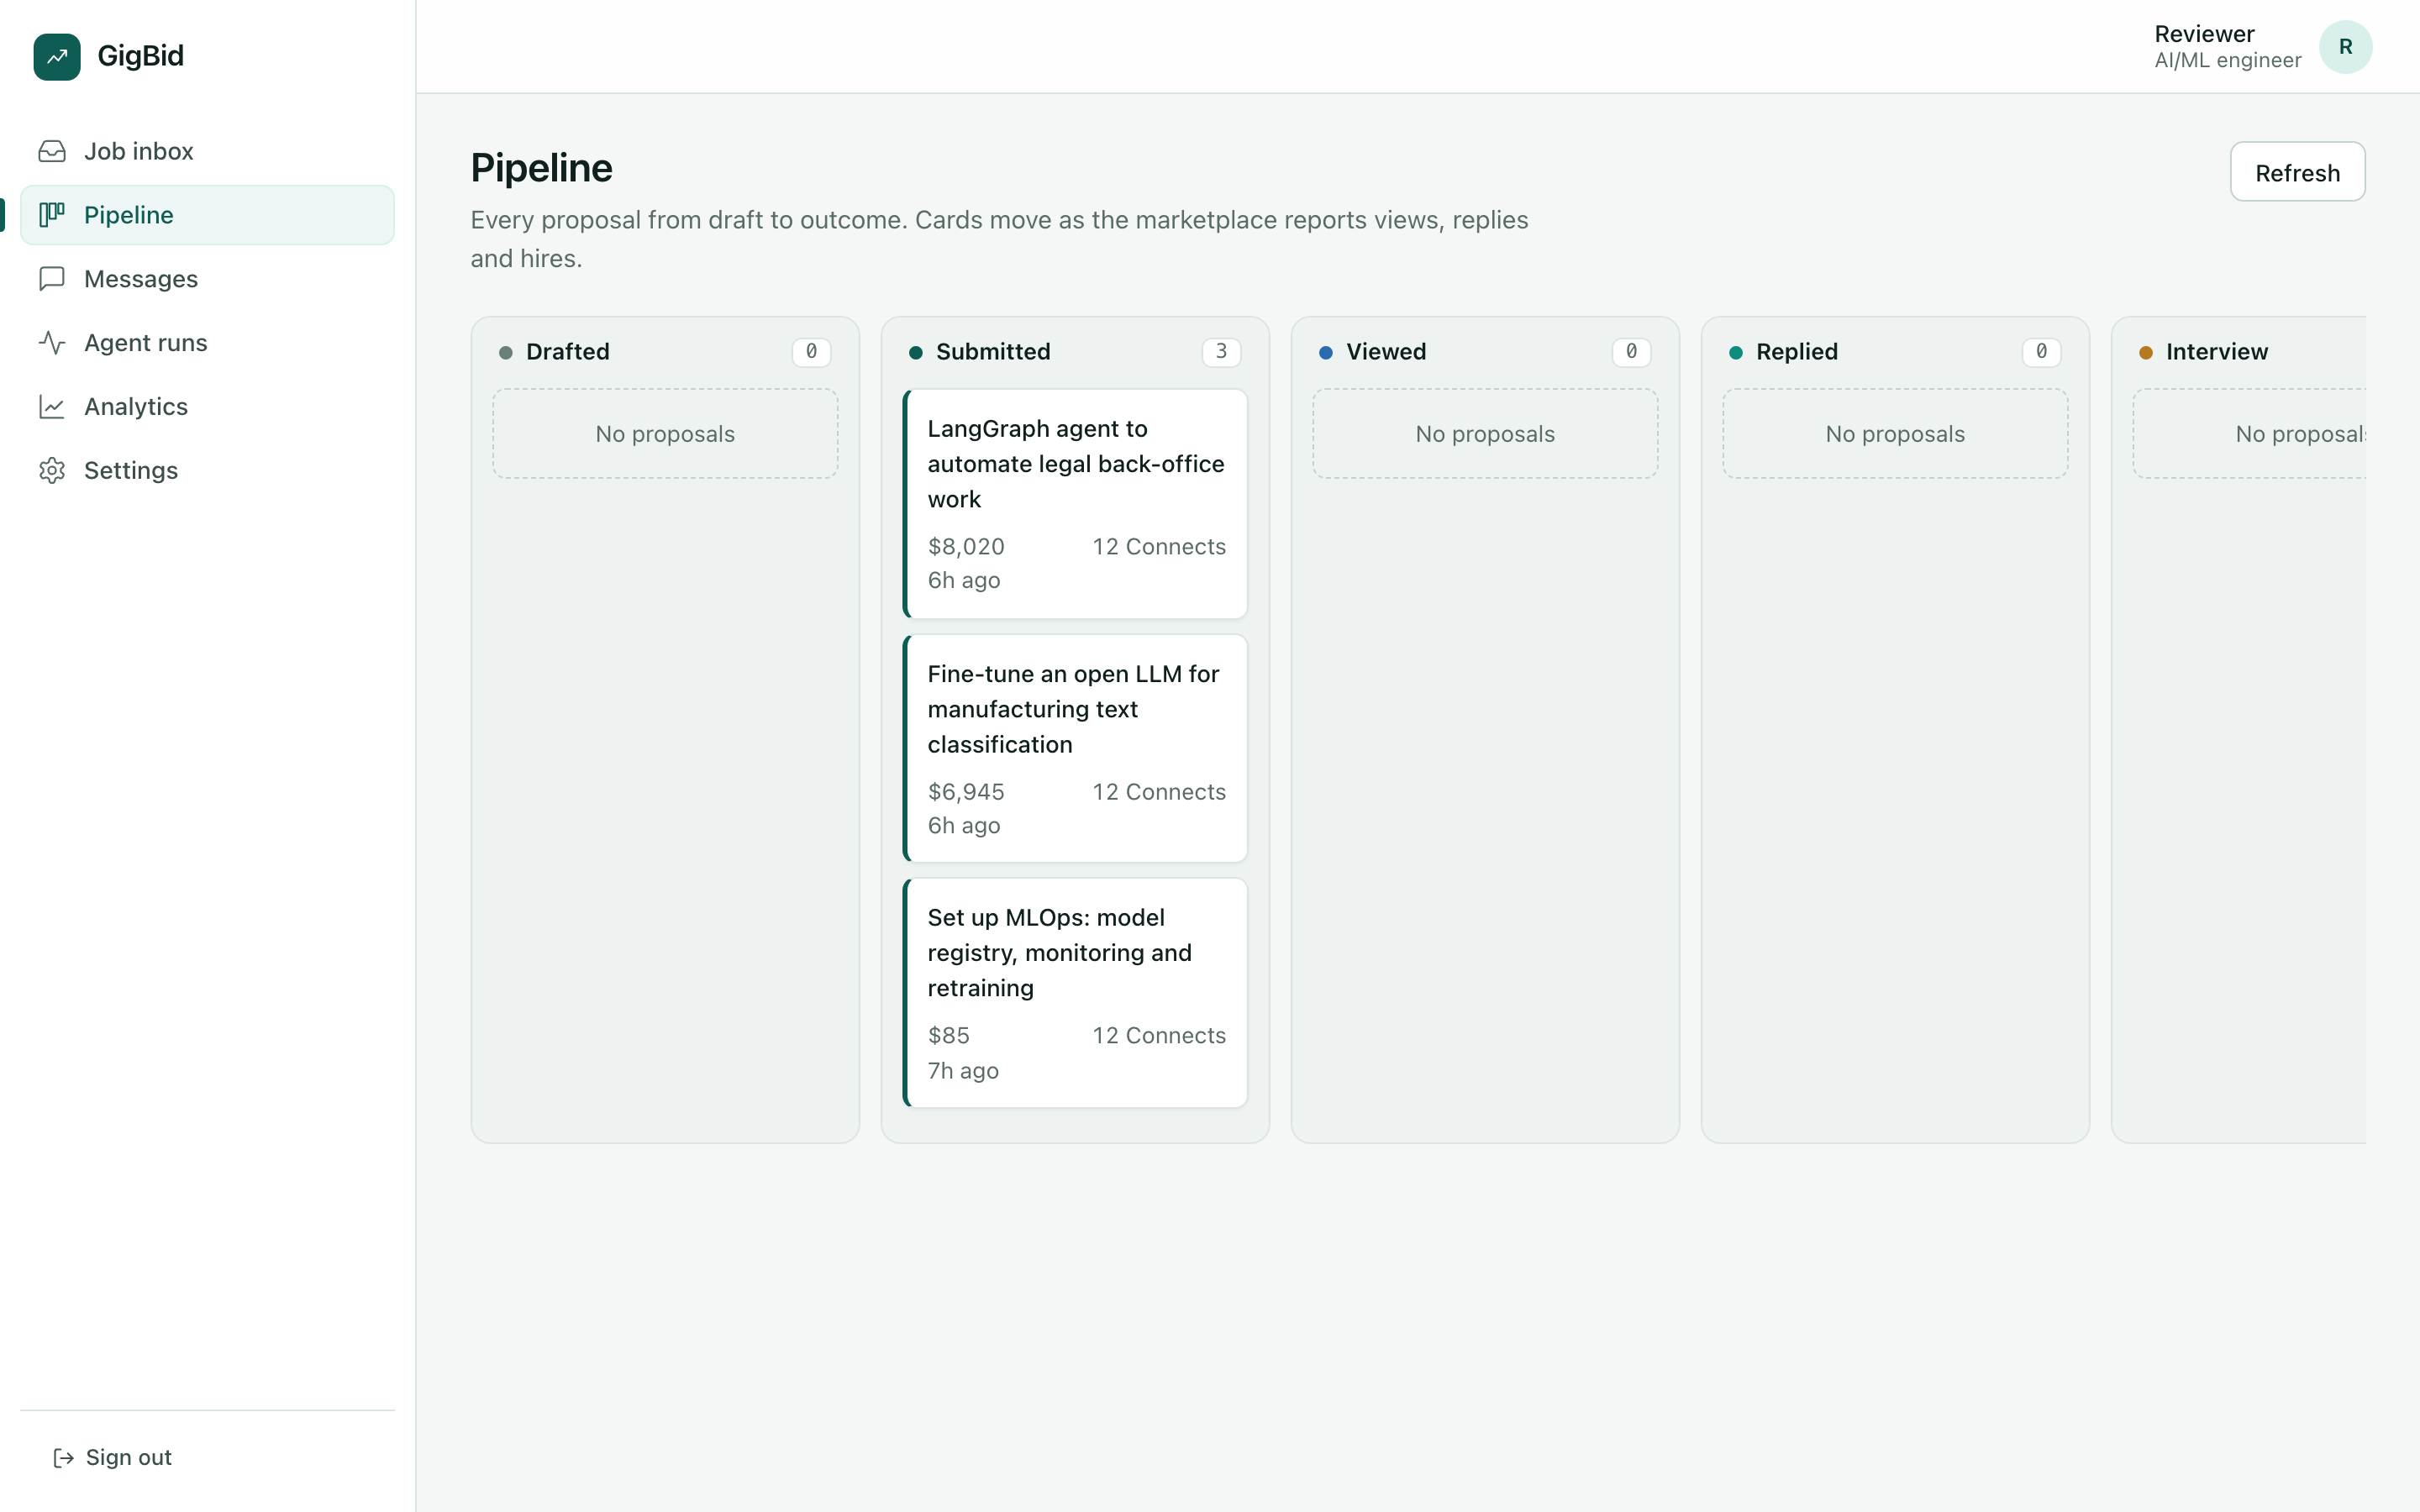 GigBid
Job inbox
Pipeline
Messages
Agent runs
Analytics
Settings
Sign out
Reviewer
AI/ML engineer
R
Pipeline
Every proposal from draft to outcome. Cards move as the marketplace reports views, replies
and hires.
Refresh
Drafted 0
No proposals
Submitted 3
LangGraph agent to
automate legal back-office
work
$8,020 12 Connects
6h ago
Fine-tune an open LLM for
manufacturing text
classification
$6,945 12 Connects
6h ago
Set up MLOps: model
registry, monitoring and
retraining
$85 12 Connects
7h ago
Viewed 0
No proposals
Replied 0
No proposals
Interview
No proposals